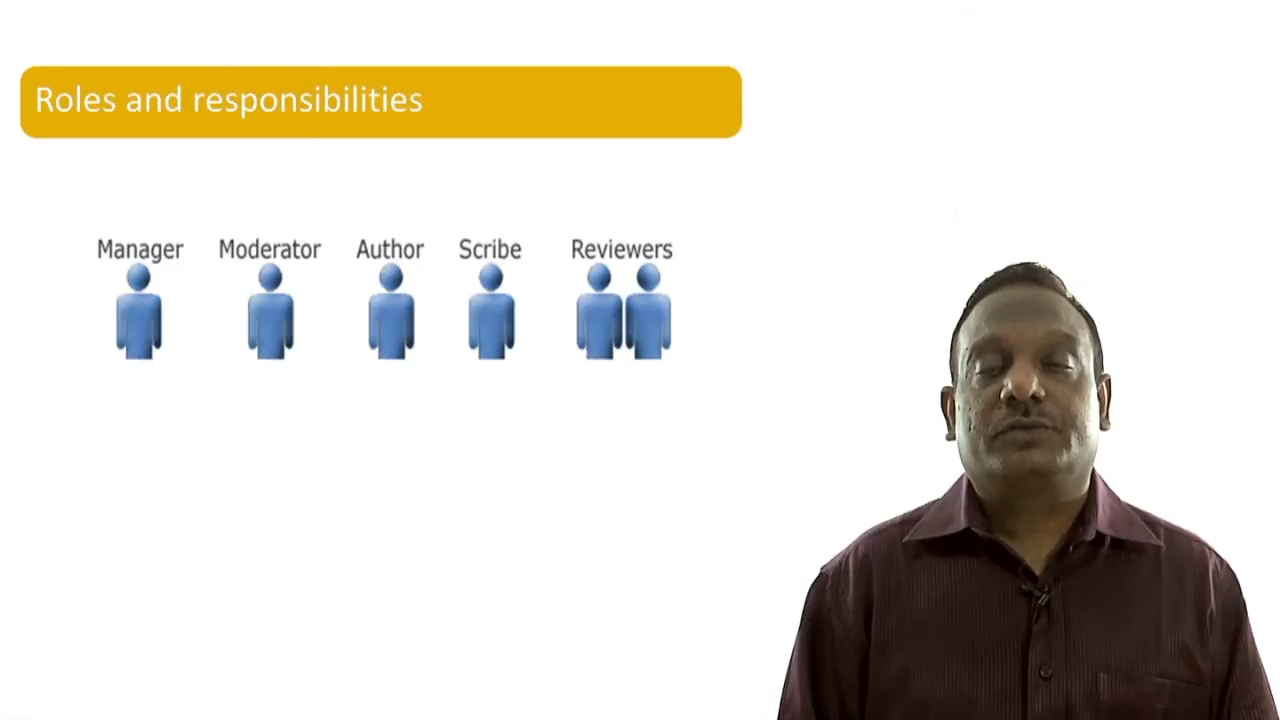 Roles and responsibilities
Manager Moderator Author Scribe Reviewers